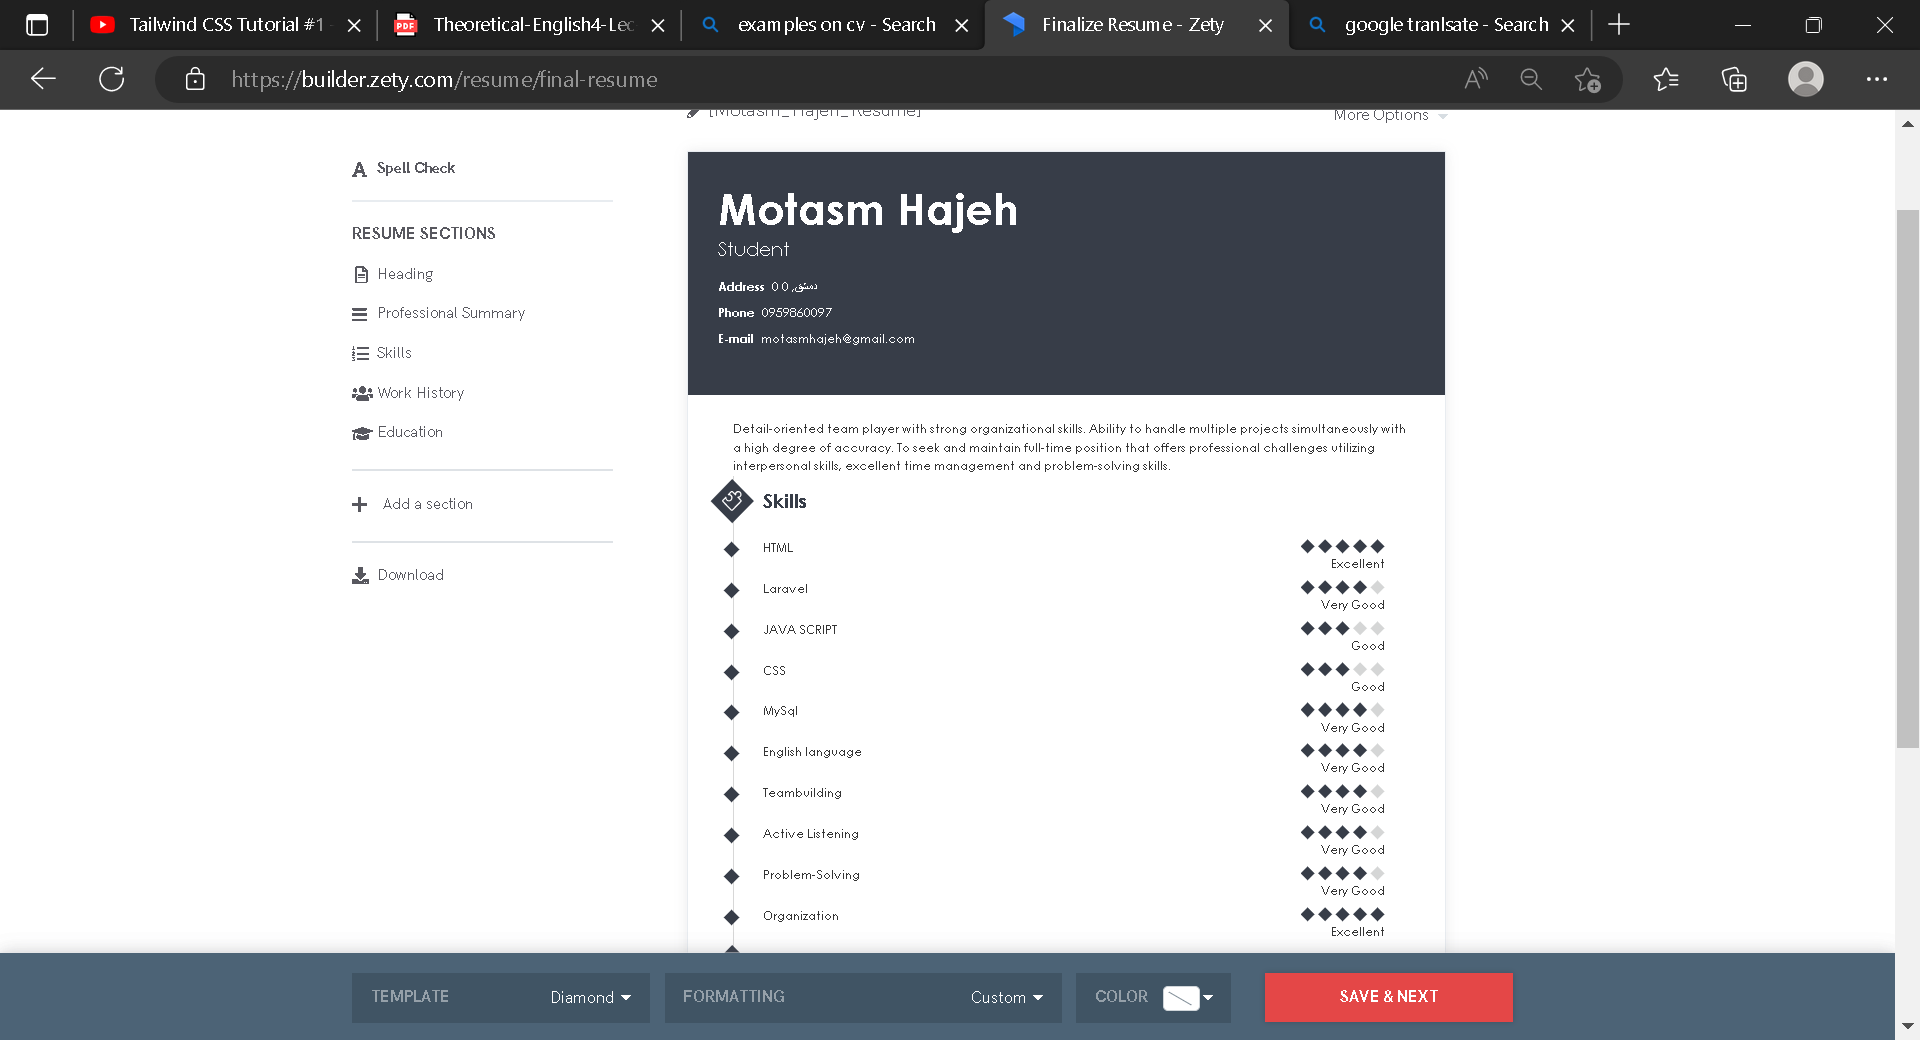 Tailwind CSS Tutorial #1
Theoretical-English4-Lec
examples on cv - Search
Finalize Resume - Zety
google tranlsate - Search
https://builder.zety.com/resume/final-resume
[Motasm_Hajeh_Resume]
More Options
Spell Check
RESUME SECTIONS
Heading
Professional Summary
Skills
Work History
Education
Add a section
Download
Motasm Hajeh
Student
Address 0 0 ,دمشق
Phone 0959860097
E-mail motasmhajeh@gmail.com
Detail-oriented team player with strong organizational skills. Ability to handle multiple projects simultaneously with
a high degree of accuracy. To seek and maintain full-time position that offers professional challenges utilizing
interpersonal skills, excellent time management and problem-solving skills.
Skills
HTML
Excellent
Laravel
Very Good
JAVA SCRIPT
Good
CSS
Good
MySql
Very Good
English language
Very Good
Teambuilding
Very Good
Active Listening
Very Good
Problem-Solving
Very Good
Organization
Excellent
TEMPLATE Diamond
FORMATTING Custom
COLOR
SAVE & NEXT